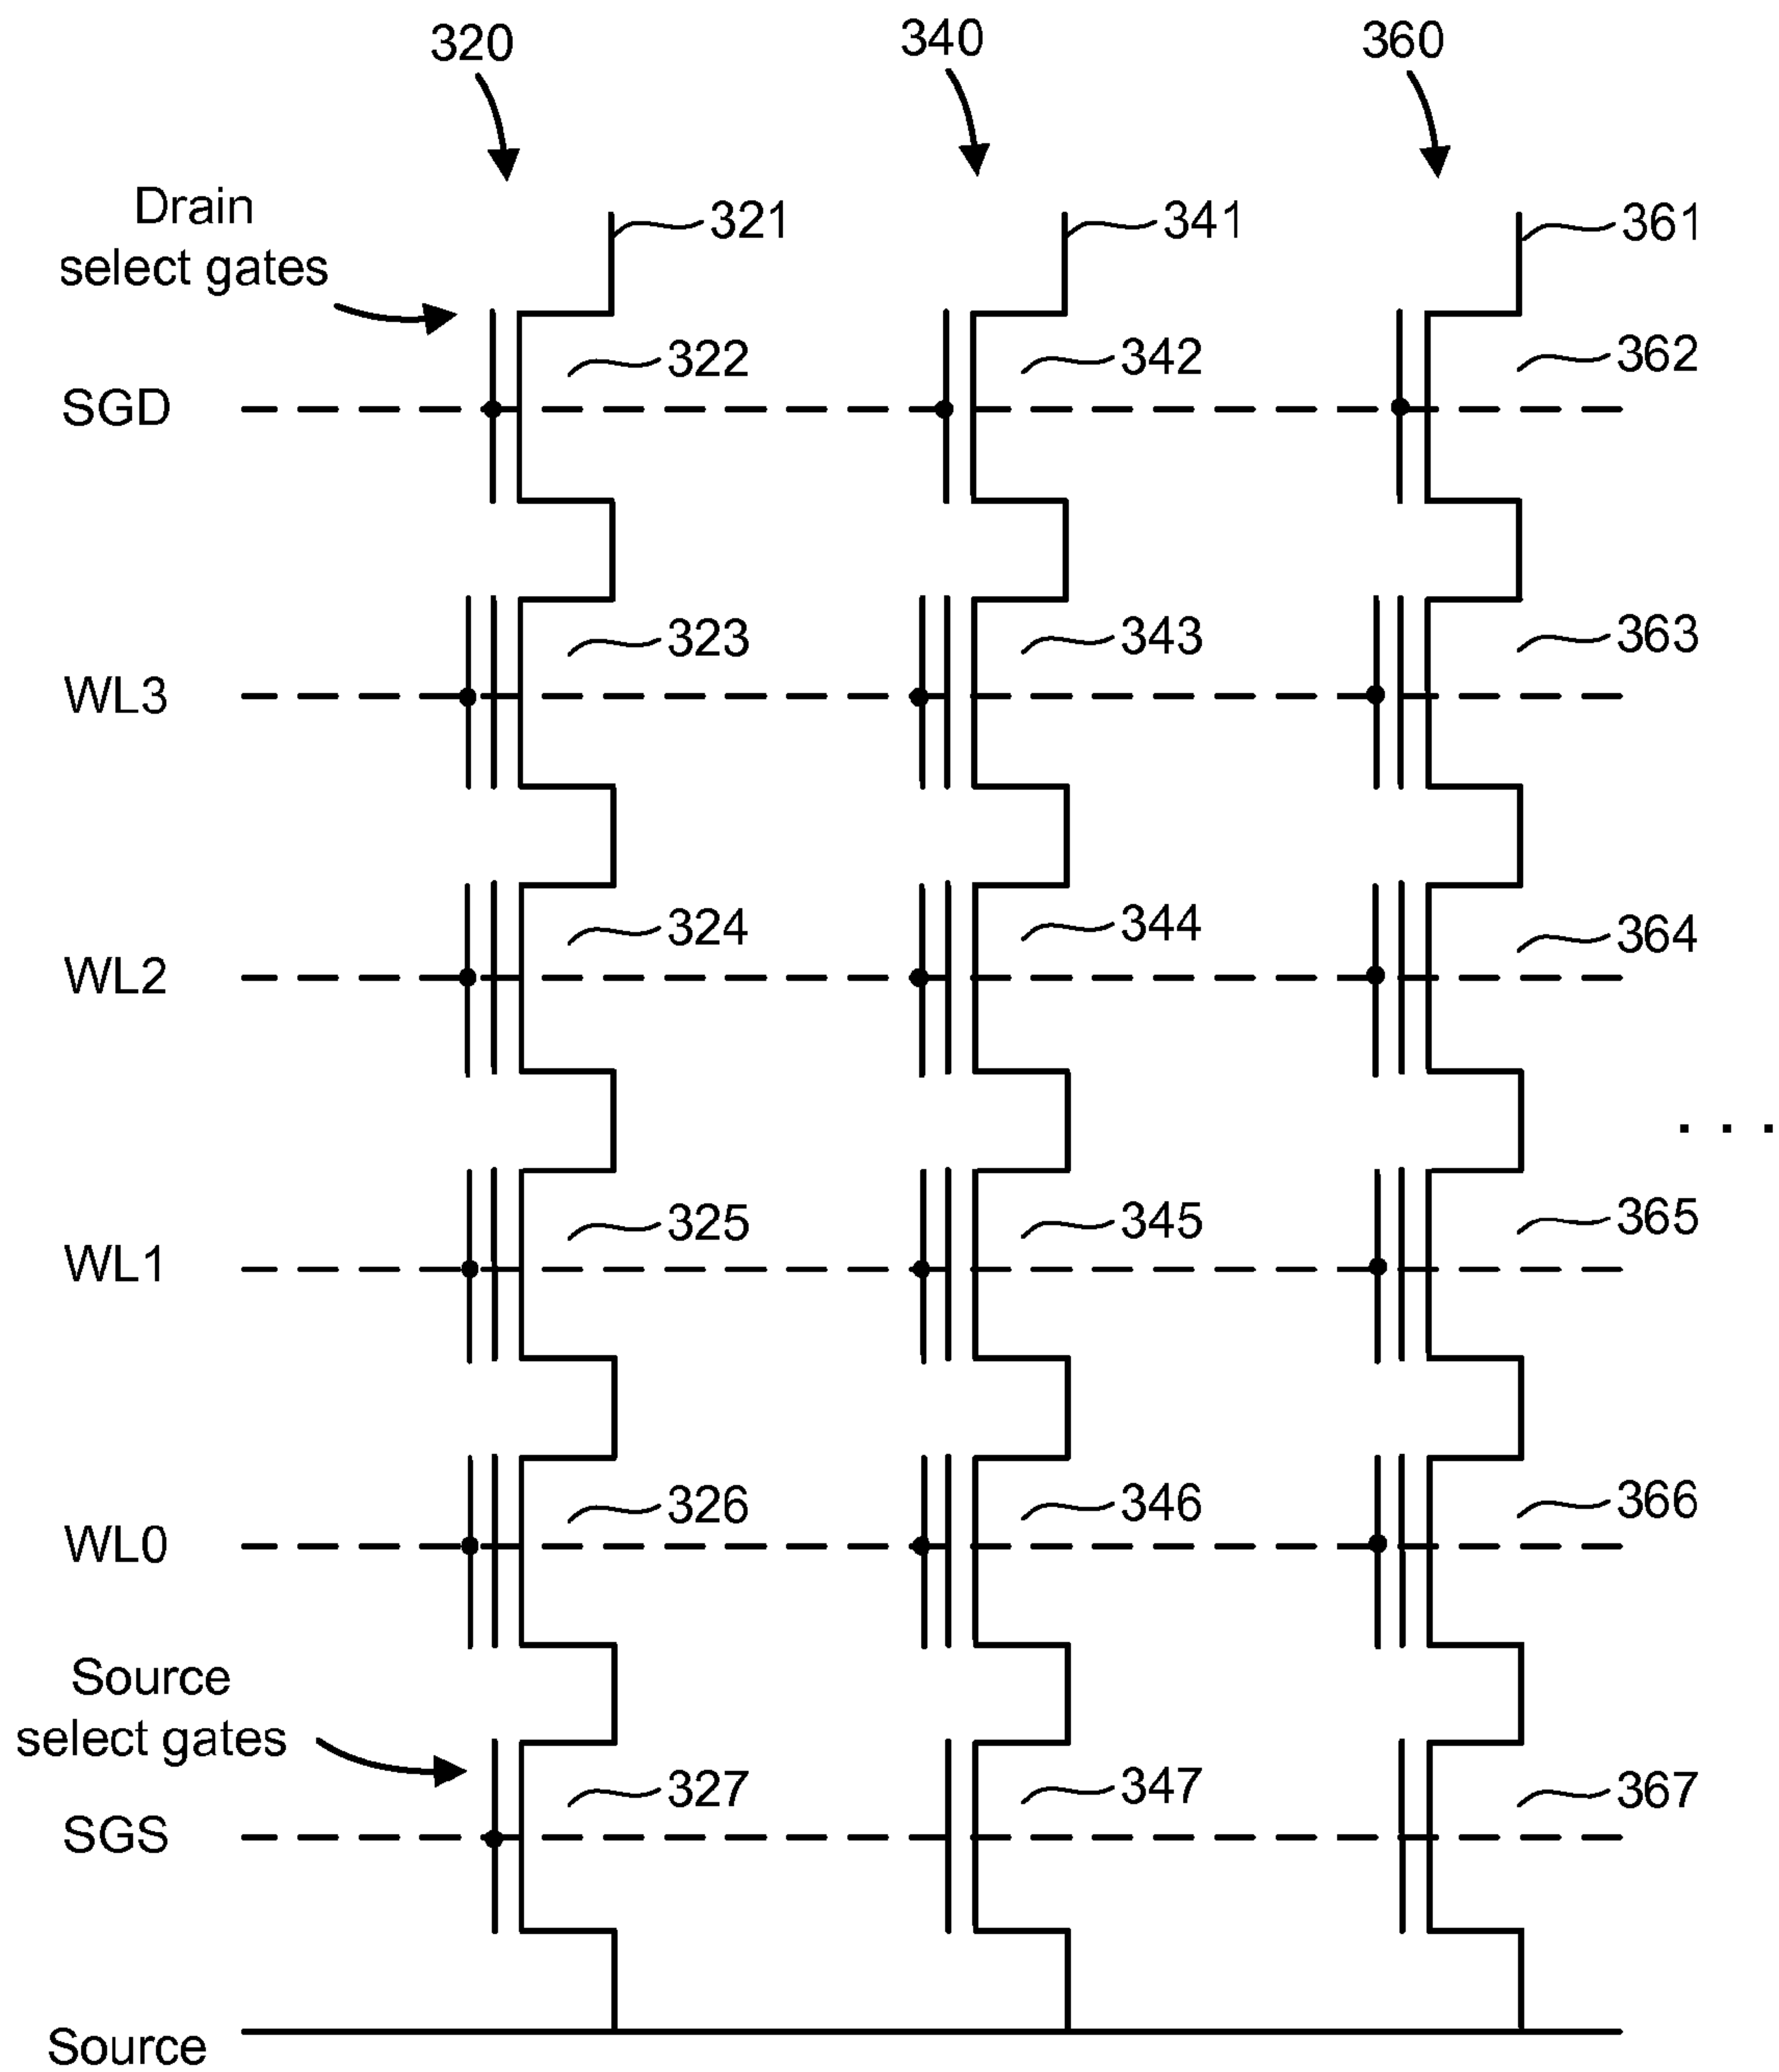 320 340 360
Drain
select gates
321 341 361
322 342 362
SGD
323 343 363
WL3
324 344 364
WL2
325 345 365
. . .
WL1
326 346 366
WL0
Source
select gates
327 347 367
SGS
Source